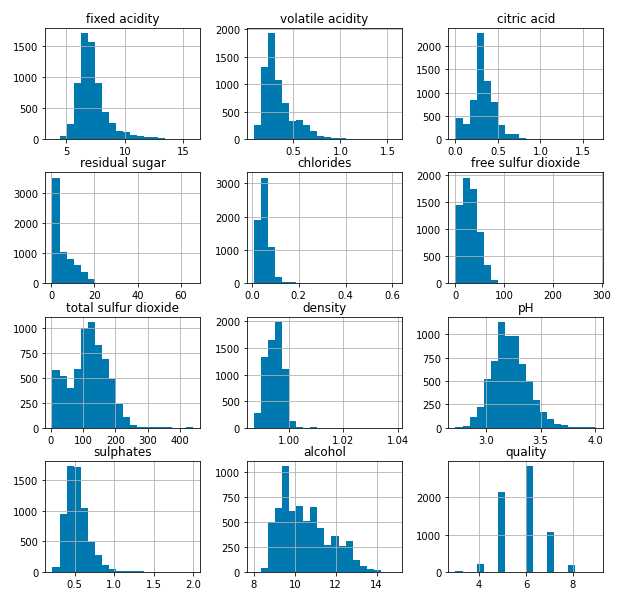 fixed acidity volatile acidity citric acid
1500 1000 500 0
5 10 15
2000 1500 1000 500 0
0.5 1.0 1.5
2000 1500 1000 500 0
0.0 0.5 1.0 1.5
residual sugar chlorides free sulfur dioxide
3000 2000 1000 0
0 20 40 60
3000 2000 1000 0
0.0 0.2 0.4 0.6
2000 1500 1000 500 0
0 100 200 300
total sulfur dioxide density pH
1000 750 500 250 0
0 100 200 300 400
2000 1500 1000 500 0
1.00 1.02 1.04
1000 750 500 250 0
3.0 3.5 4.0
sulphates alcohol quality
1500 1000 500 0
0.5 1.0 1.5 2.0
1000 750 500 250 0
8 10 12 14
2000 1000 0
4 6 8